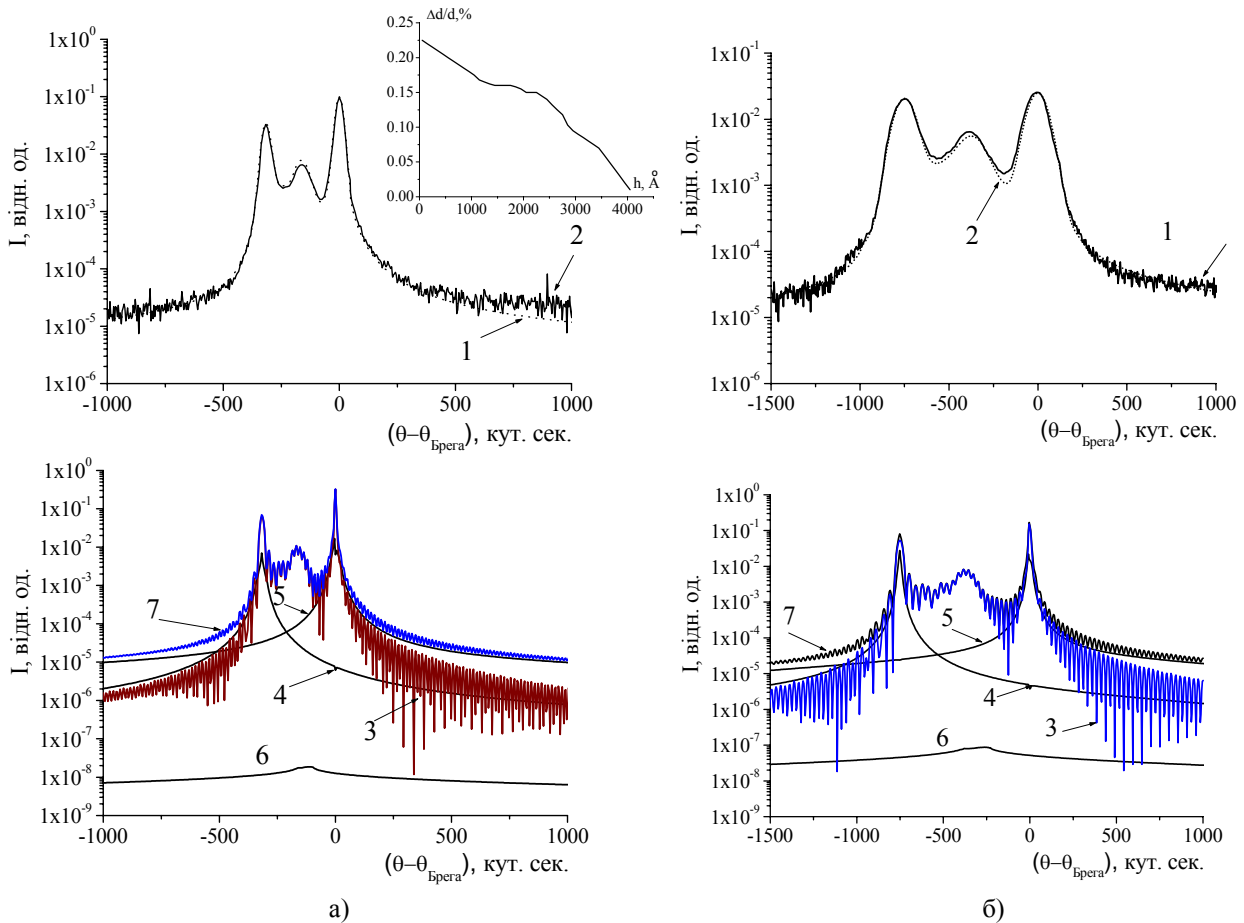 Δd/d,%
0.25
0.20
0.15
0.10
0.05
0.00
0 1000 2000 3000 4000
h, Å
1x10⁰
1x10⁻¹
1x10⁻²
1x10⁻³
1x10⁻⁴
1x10⁻⁵
1x10⁻⁶
I, відн. од.
2
1
-1000 -500 0 500 1000
(θ−θБрега), кут. сек.
1x10⁰
1x10⁻¹
1x10⁻²
1x10⁻³
1x10⁻⁴
1x10⁻⁵
1x10⁻⁶
I, відн. од.
2
1
-1500 -1000 -500 0 500 1000
(θ−θБрега), кут. сек.
1x10⁰
1x10⁻¹
1x10⁻²
1x10⁻³
1x10⁻⁴
1x10⁻⁵
1x10⁻⁶
1x10⁻⁷
1x10⁻⁸
1x10⁻⁹
I, відн. од.
7
5
4
3
6
-1000 -500 0 500 1000
(θ−θБрега), кут. сек.
а)
1x10⁰
1x10⁻¹
1x10⁻²
1x10⁻³
1x10⁻⁴
1x10⁻⁵
1x10⁻⁶
1x10⁻⁷
1x10⁻⁸
1x10⁻⁹
I, відн. од.
7
5
4
3
6
-1500 -1000 -500 0 500 1000
(θ−θБрега), кут. сек.
б)